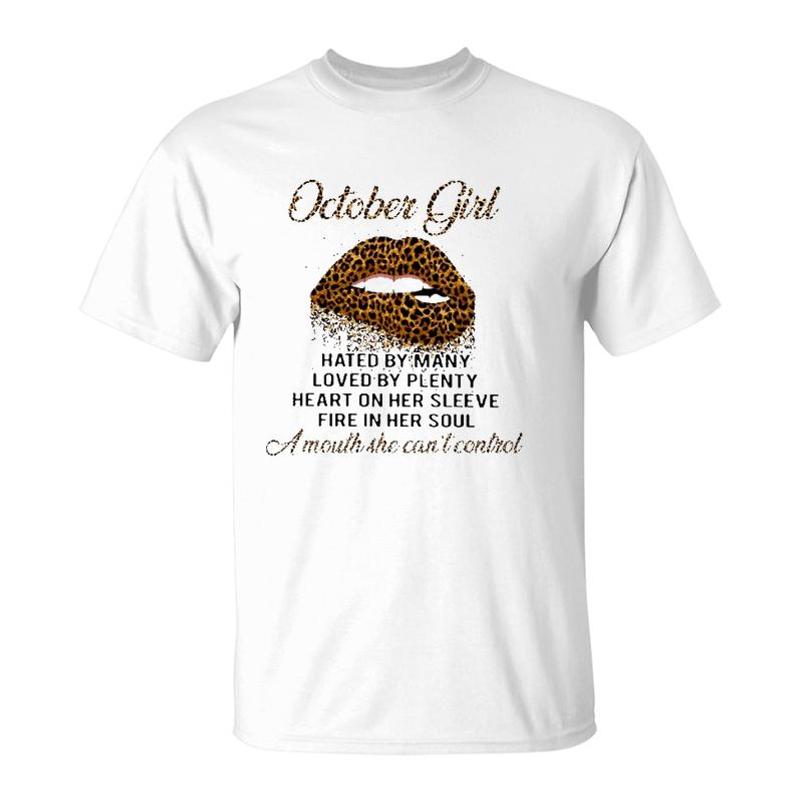 October Girl
HATED BY MANY
LOVED BY PLENTY
HEART ON HER SLEEVE
FIRE IN HER SOUL
A mouth she can't control